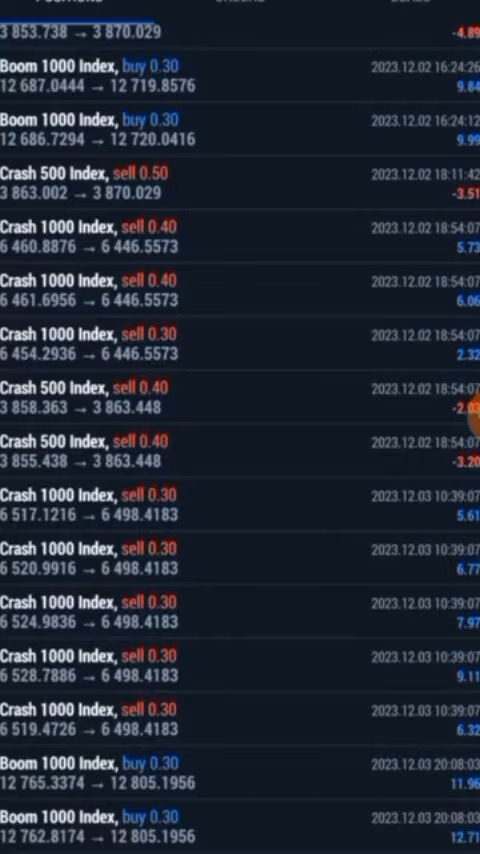 POSITIONS ORDERS DEALS
3 853.738 → 3 870.029 -4.89
Boom 1000 Index, buy 0.30 2023.12.02 16:24:26
12 687.0444 → 12 719.8576 9.84
Boom 1000 Index, buy 0.30 2023.12.02 16:24:12
12 686.7294 → 12 720.0416 9.99
Crash 500 Index, sell 0.50 2023.12.02 18:11:42
3 863.002 → 3 870.029 -3.51
Crash 1000 Index, sell 0.40 2023.12.02 18:54:07
6 460.8876 → 6 446.5573 5.73
Crash 1000 Index, sell 0.40 2023.12.02 18:54:07
6 461.6956 → 6 446.5573 6.06
Crash 1000 Index, sell 0.30 2023.12.02 18:54:07
6 454.2936 → 6 446.5573 2.32
Crash 500 Index, sell 0.40 2023.12.02 18:54:07
3 858.363 → 3 863.448 -2.03
Crash 500 Index, sell 0.40 2023.12.02 18:54:07
3 855.438 → 3 863.448 -3.20
Crash 1000 Index, sell 0.30 2023.12.03 10:39:07
6 517.1216 → 6 498.4183 5.61
Crash 1000 Index, sell 0.30 2023.12.03 10:39:07
6 520.9916 → 6 498.4183 6.77
Crash 1000 Index, sell 0.30 2023.12.03 10:39:07
6 524.9836 → 6 498.4183 7.97
Crash 1000 Index, sell 0.30 2023.12.03 10:39:07
6 528.7886 → 6 498.4183 9.11
Crash 1000 Index, sell 0.30 2023.12.03 10:39:07
6 519.4726 → 6 498.4183 6.32
Boom 1000 Index, buy 0.30 2023.12.03 20:08:03
12 765.3374 → 12 805.1956 11.96
Boom 1000 Index, buy 0.30 2023.12.03 20:08:03
12 762.8174 → 12 805.1956 12.71